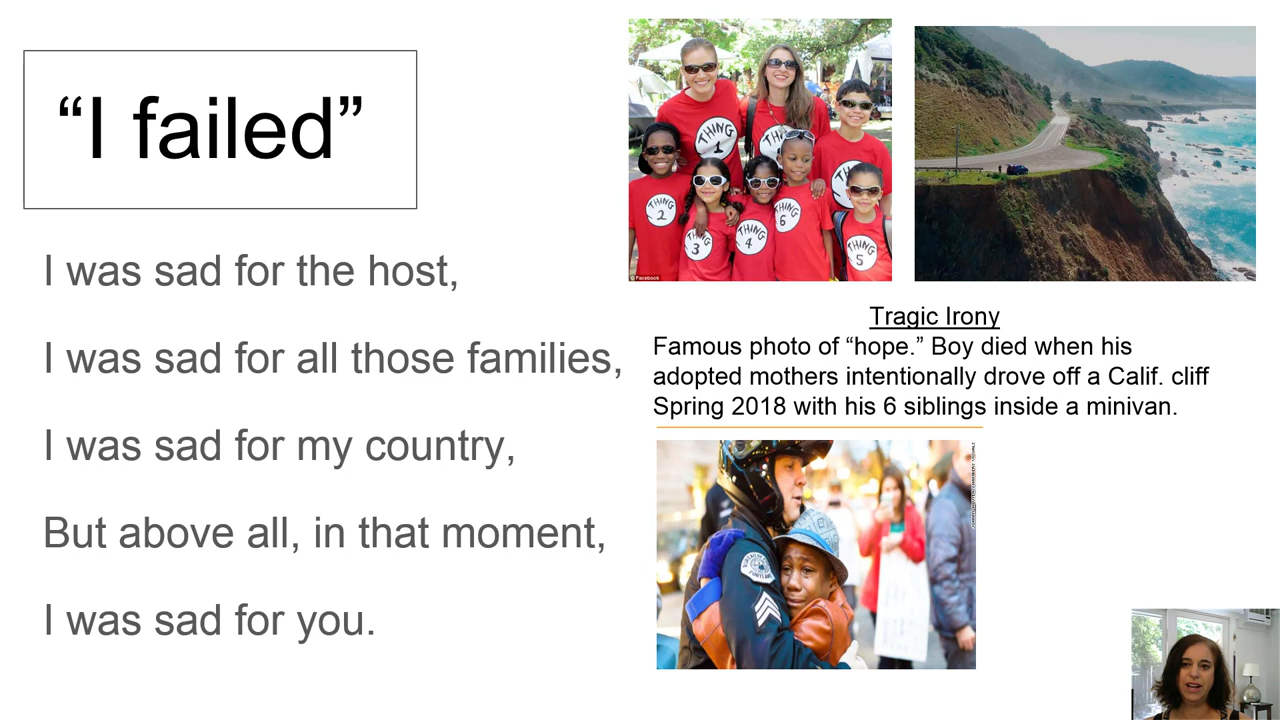 “I failed”
I was sad for the host,
I was sad for all those families,
I was sad for my country,
But above all, in that moment,
I was sad for you.
THING
1
THING
2
THING
3
THING
4
THING
6
THING
5
© Facebook
Tragic Irony
Famous photo of “hope.” Boy died when his
adopted mothers intentionally drove off a Calif. cliff
Spring 2018 with his 6 siblings inside a minivan.
PORTLAND